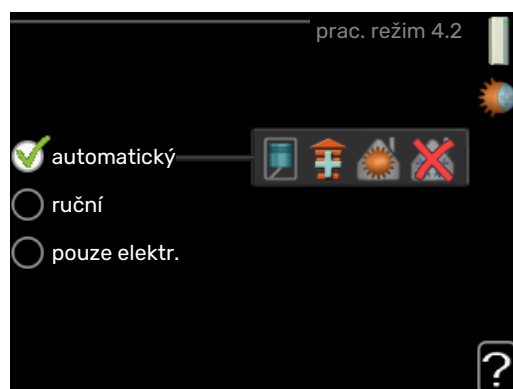 prac. režim 4.2
automatický
ruční
pouze elektr.
?